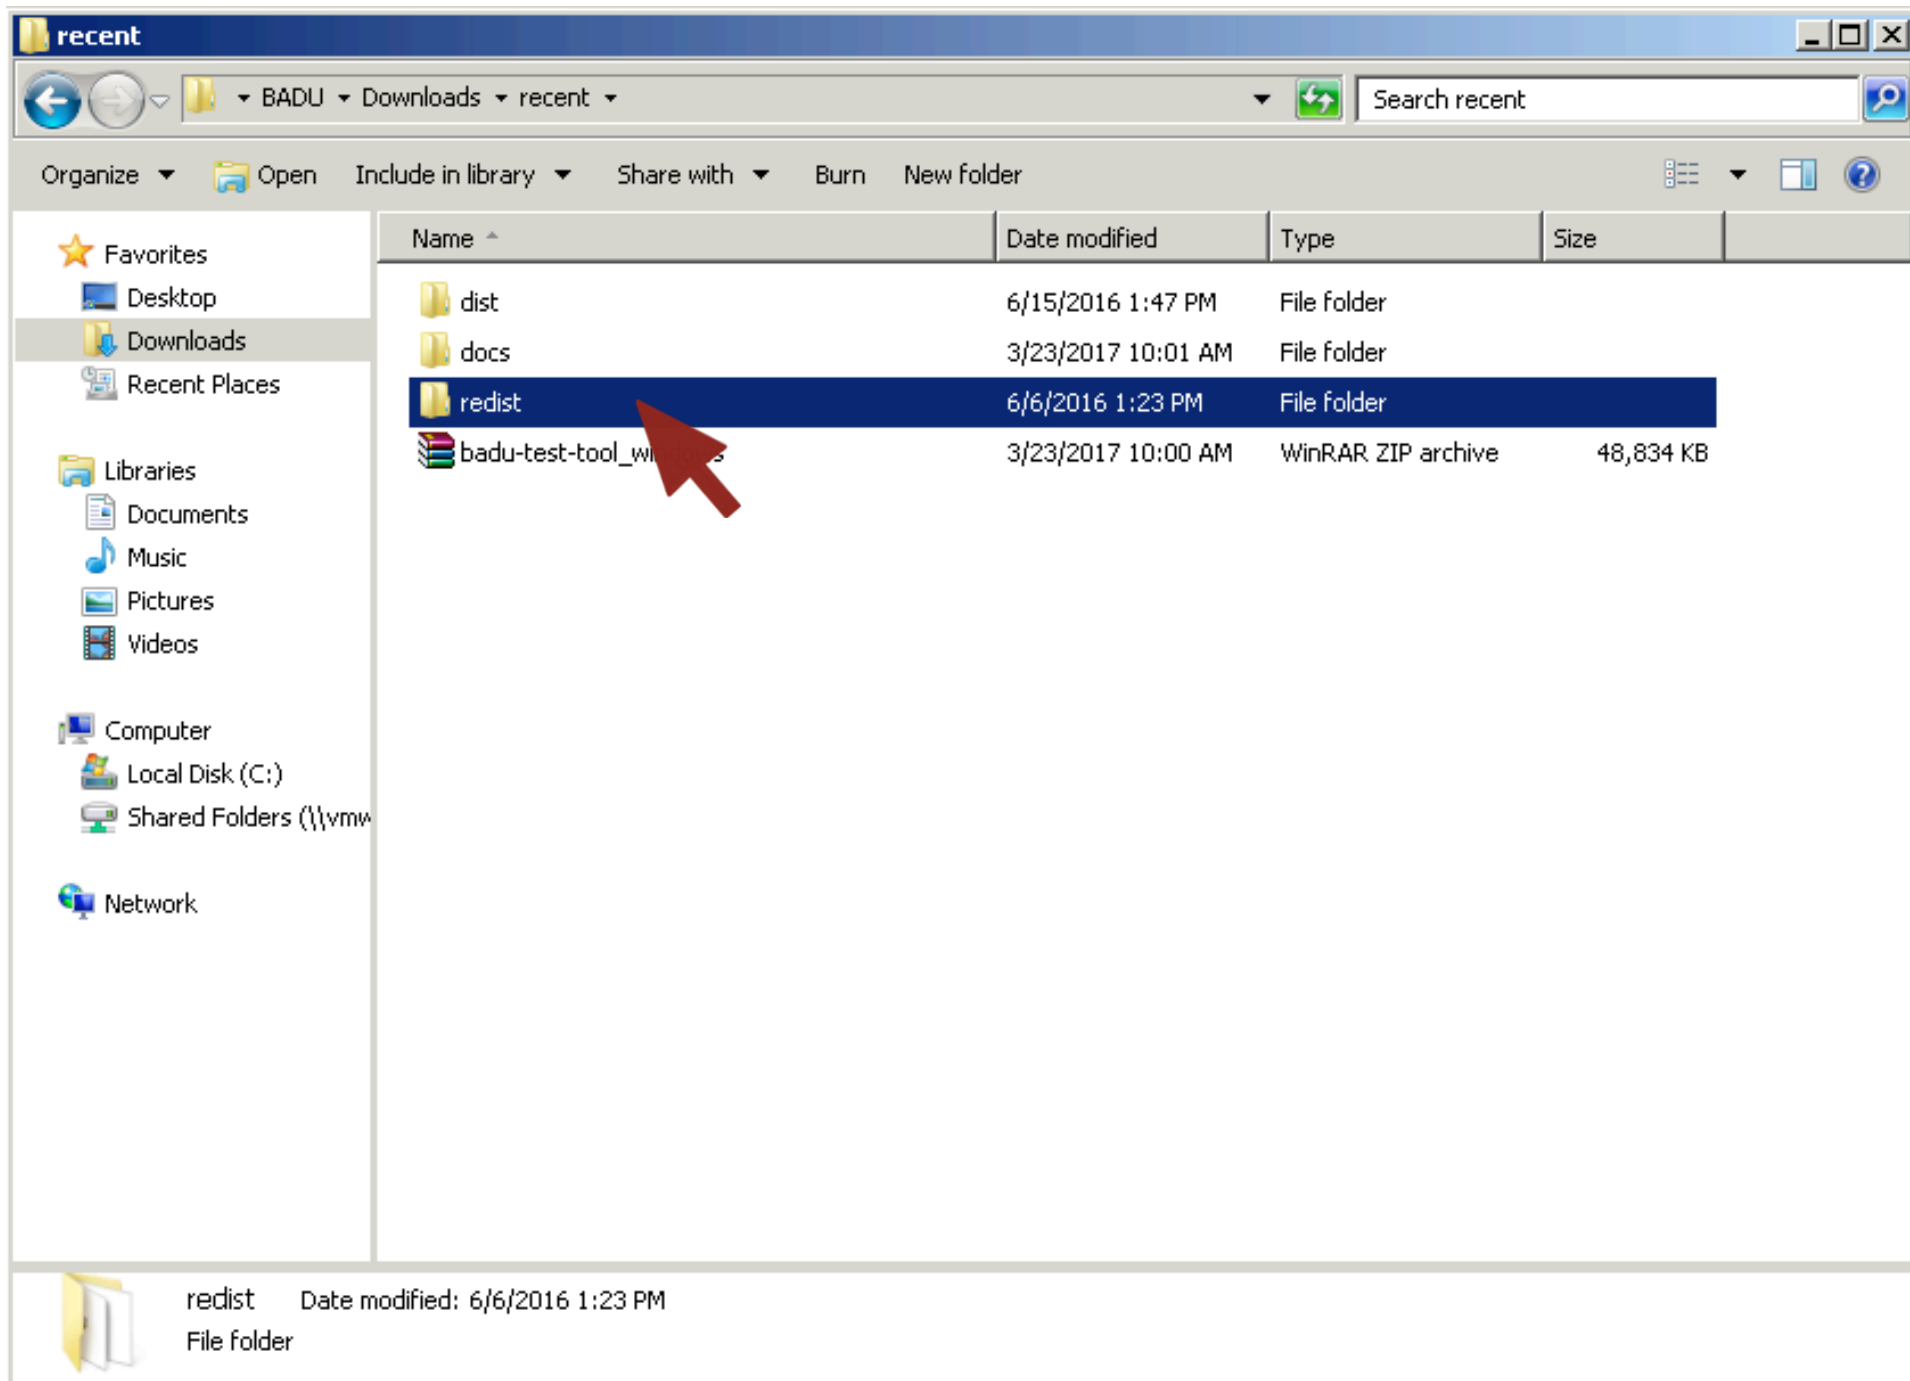 recent
BADU Downloads recent
Search recent
Organize Open Include in library Share with Burn New folder
Name Date modified Type Size
Favorites
Desktop
Downloads
Recent Places
Libraries
Documents
Music
Pictures
Videos
Computer
Local Disk (C:)
Shared Folders (\\vmw
Network
dist 6/15/2016 1:47 PM File folder
docs 3/23/2017 10:01 AM File folder
redist 6/6/2016 1:23 PM File folder
3/23/2017 10:00 AM WinRAR ZIP archive 48,834 KB
redist Date modified: 6/6/2016 1:23 PM
File folder